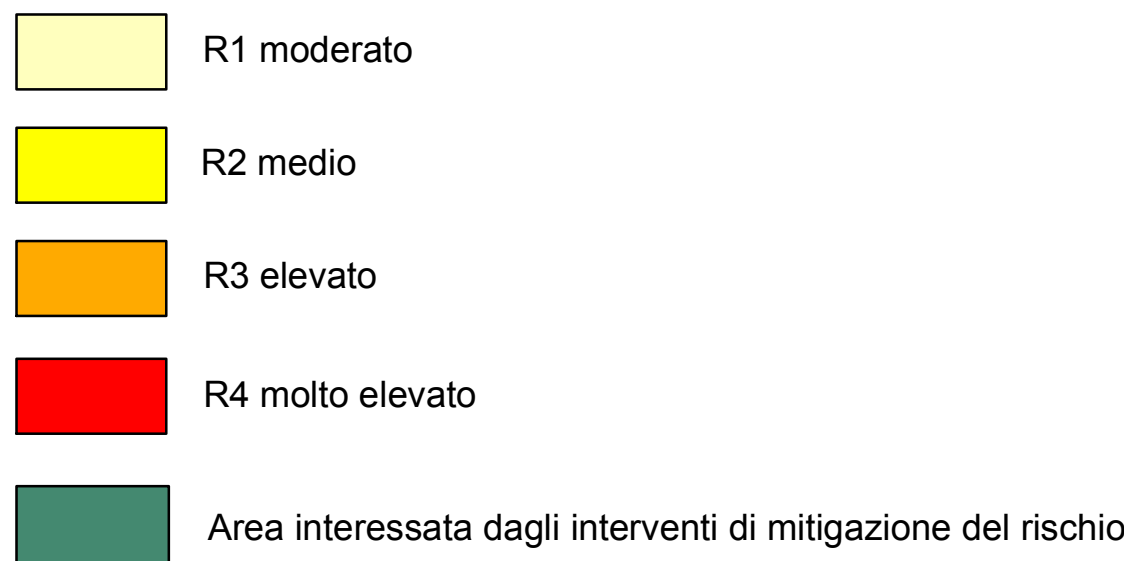 R1 moderato
R2 medio
R3 elevato
R4 molto elevato
Area interessata dagli interventi di mitigazione del rischio